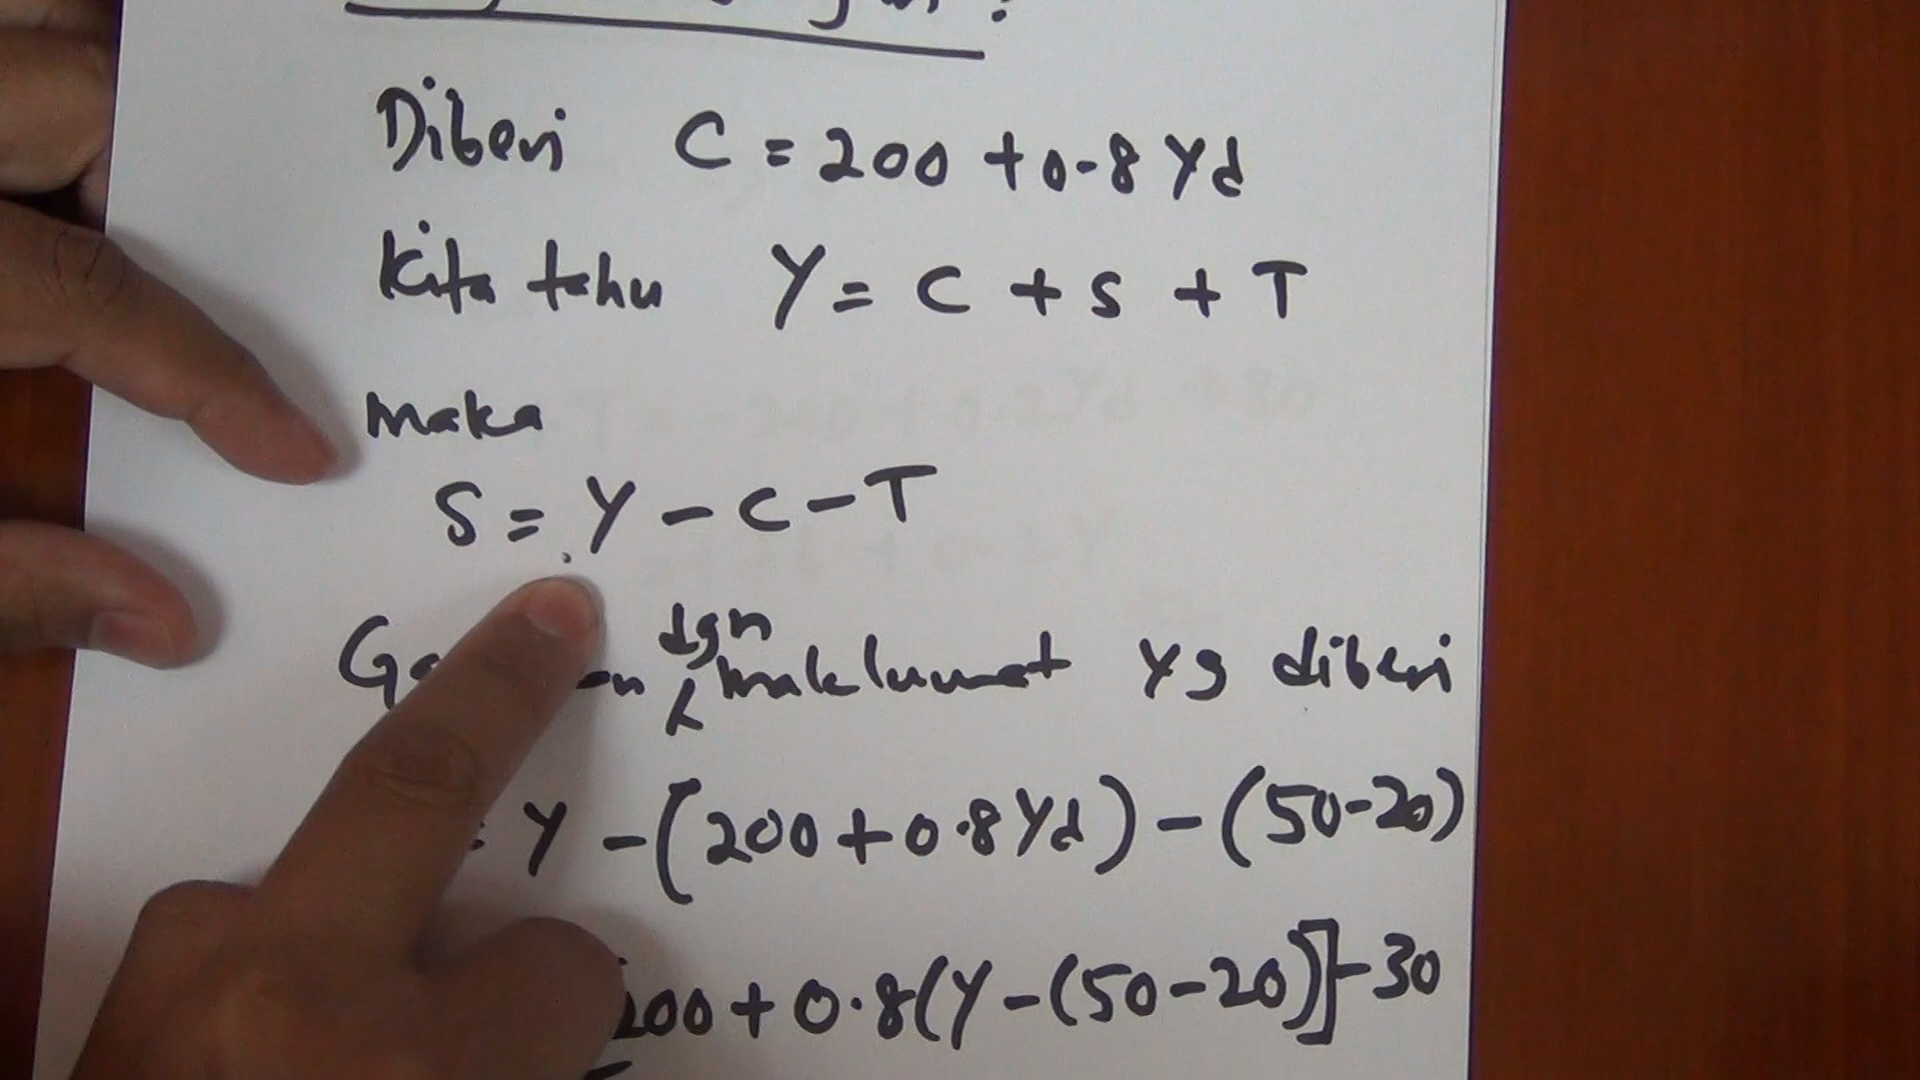 Diberi C = 200 + 0.8 Yd
Kita tahu Y = C + S + T
maka
S = Y - C - T
dgn
maklumat yg diberi
= Y - (200 + 0.8 Yd) - (50-20)
200 + 0.8(Y - (50-20)] - 30